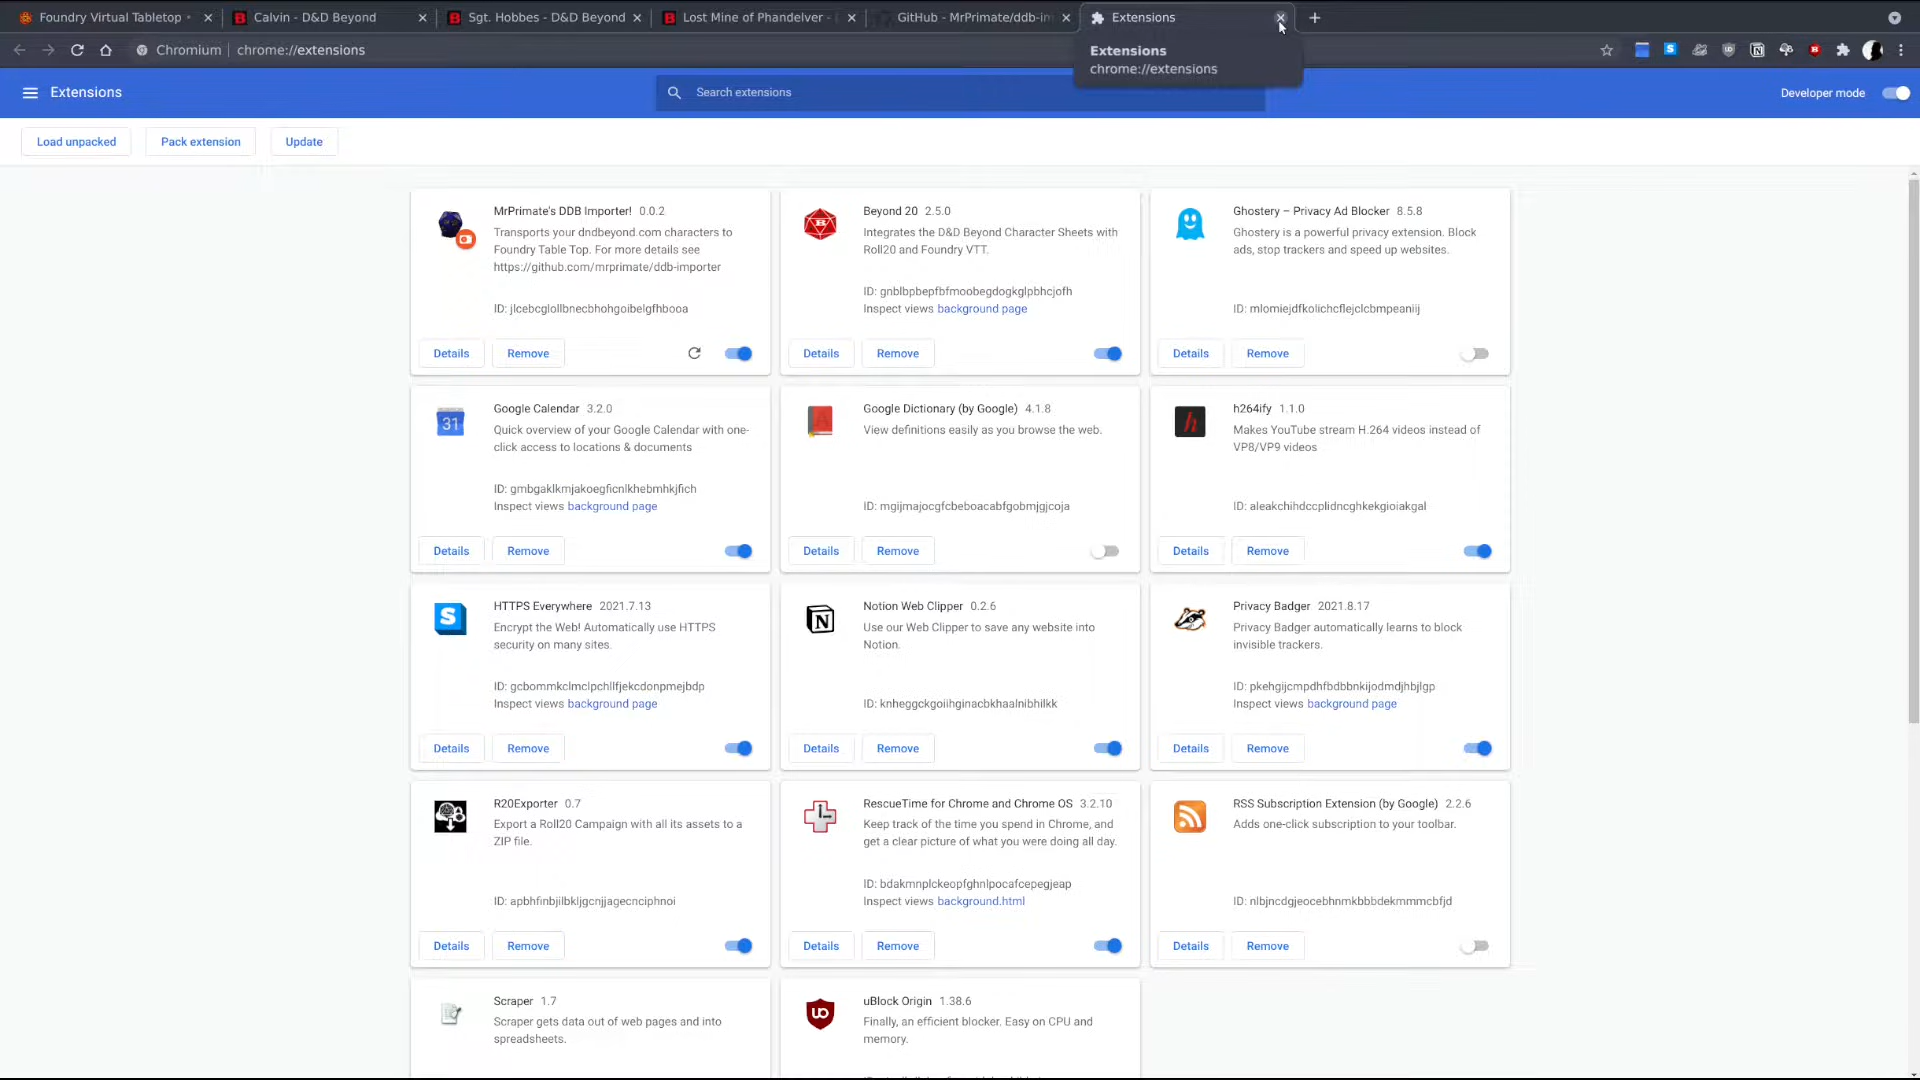 Foundry Virtual Tabletop
Calvin - D&D Beyond
Sgt. Hobbes - D&D Beyond
Lost Mine of Phandelver -
GitHub - MrPrimate/ddb-im
Extensions
Chromium
chrome://extensions
Extensions
chrome://extensions
Extensions
Search extensions
Developer mode
Load unpacked
Pack extension
Update
MrPrimate's DDB Importer! 0.0.2
Transports your dndbeyond.com characters to
Foundry Table Top. For more details see
https://github.com/mrprimate/ddb-importer
ID: jlcebcglollbnecbhohgoibelgfhbooa
Details
Remove
Beyond 20 2.5.0
Integrates the D&D Beyond Character Sheets with
Roll20 and Foundry VTT.
ID: gnblbpbepfbfmoobegdogkglpbhcjofh
Inspect views background page
Details
Remove
Ghostery – Privacy Ad Blocker 8.5.8
Ghostery is a powerful privacy extension. Block
ads, stop trackers and speed up websites.
ID: mlomiejdfkolichcflejclcbmpeaniij
Details
Remove
31
Google Calendar 3.2.0
Quick overview of your Google Calendar with one-
click access to locations & documents
ID: gmbgaklkmjakoegficnlkhebmhkjfich
Inspect views background page
Details
Remove
Google Dictionary (by Google) 4.1.8
View definitions easily as you browse the web.
ID: mgijmajocgfcbeboacabfgobmjgjcoja
Details
Remove
h
h264ify 1.1.0
Makes YouTube stream H.264 videos instead of
VP8/VP9 videos
ID: aleakchihdccplidncghkekgioiakgal
Details
Remove
S
HTTPS Everywhere 2021.7.13
Encrypt the Web! Automatically use HTTPS
security on many sites.
ID: gcbommkclmclpchllfjekcdonpmejbdp
Inspect views background page
Details
Remove
N
Notion Web Clipper 0.2.6
Use our Web Clipper to save any website into
Notion.
ID: knheggckgoiihginacbkhaalnibhilkk
Details
Remove
Privacy Badger 2021.8.17
Privacy Badger automatically learns to block
invisible trackers.
ID: pkehgijcmpdhfbdbbnkijodmdjhbjlgp
Inspect views background page
Details
Remove
R20Exporter 0.7
Export a Roll20 Campaign with all its assets to a
ZIP file.
ID: apbhfinbjilbkljgcnjjagecnciphnoi
Details
Remove
RescueTime for Chrome and Chrome OS 3.2.10
Keep track of the time you spend in Chrome, and
get a clear picture of what you were doing all day.
ID: bdakmnplckeopfghnlpocafcepegjeap
Inspect views background.html
Details
Remove
RSS Subscription Extension (by Google) 2.2.6
Adds one-click subscription to your toolbar.
ID: nlbjncdgjeocebhnmkbbbdekmmmcbfjd
Details
Remove
Scraper 1.7
Scraper gets data out of web pages and into
spreadsheets.
uBlock Origin 1.38.6
Finally, an efficient blocker. Easy on CPU and
memory.